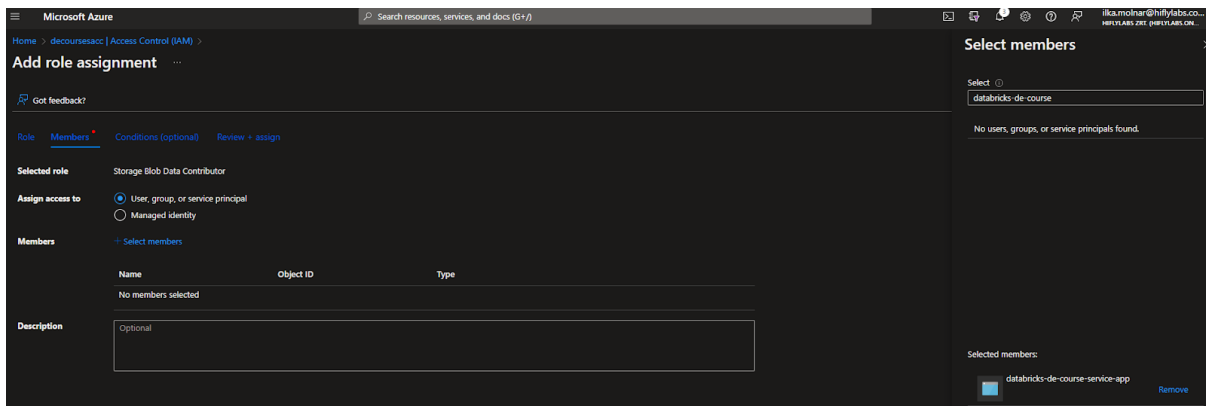 Microsoft Azure
Search resources, services, and docs (G+/)
3
ilka.molnar@hiflylabs.co...
HIFLYLABS ZRT. (HIFLYLABS.ON...
Home > decoursesacc | Access Control (IAM) >
Add role assignment ...
Got feedback?
Role Members * Conditions (optional) Review + assign
Selected role Storage Blob Data Contributor
Assign access to User, group, or service principal
Managed identity
Members + Select members
Name Object ID Type
No members selected
Description Optional
Select members
Select
databricks-de-course
No users, groups, or service principals found.
Selected members:
databricks-de-course-service-app
Remove